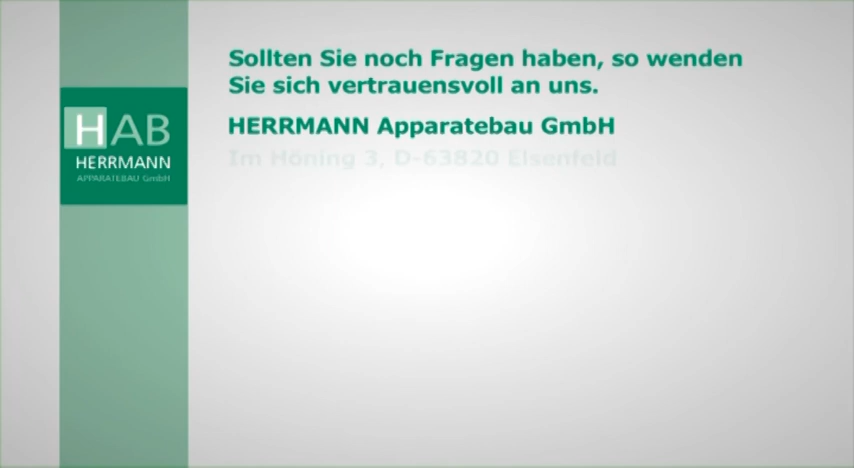 Sollten Sie noch Fragen haben, so wenden
Sie sich vertrauensvoll an uns.
HERRMANN Apparatebau GmbH
Im Höning 3, D-63820 Elsenfeld
HAB
HERRMANN
APPARATEBAU GmbH